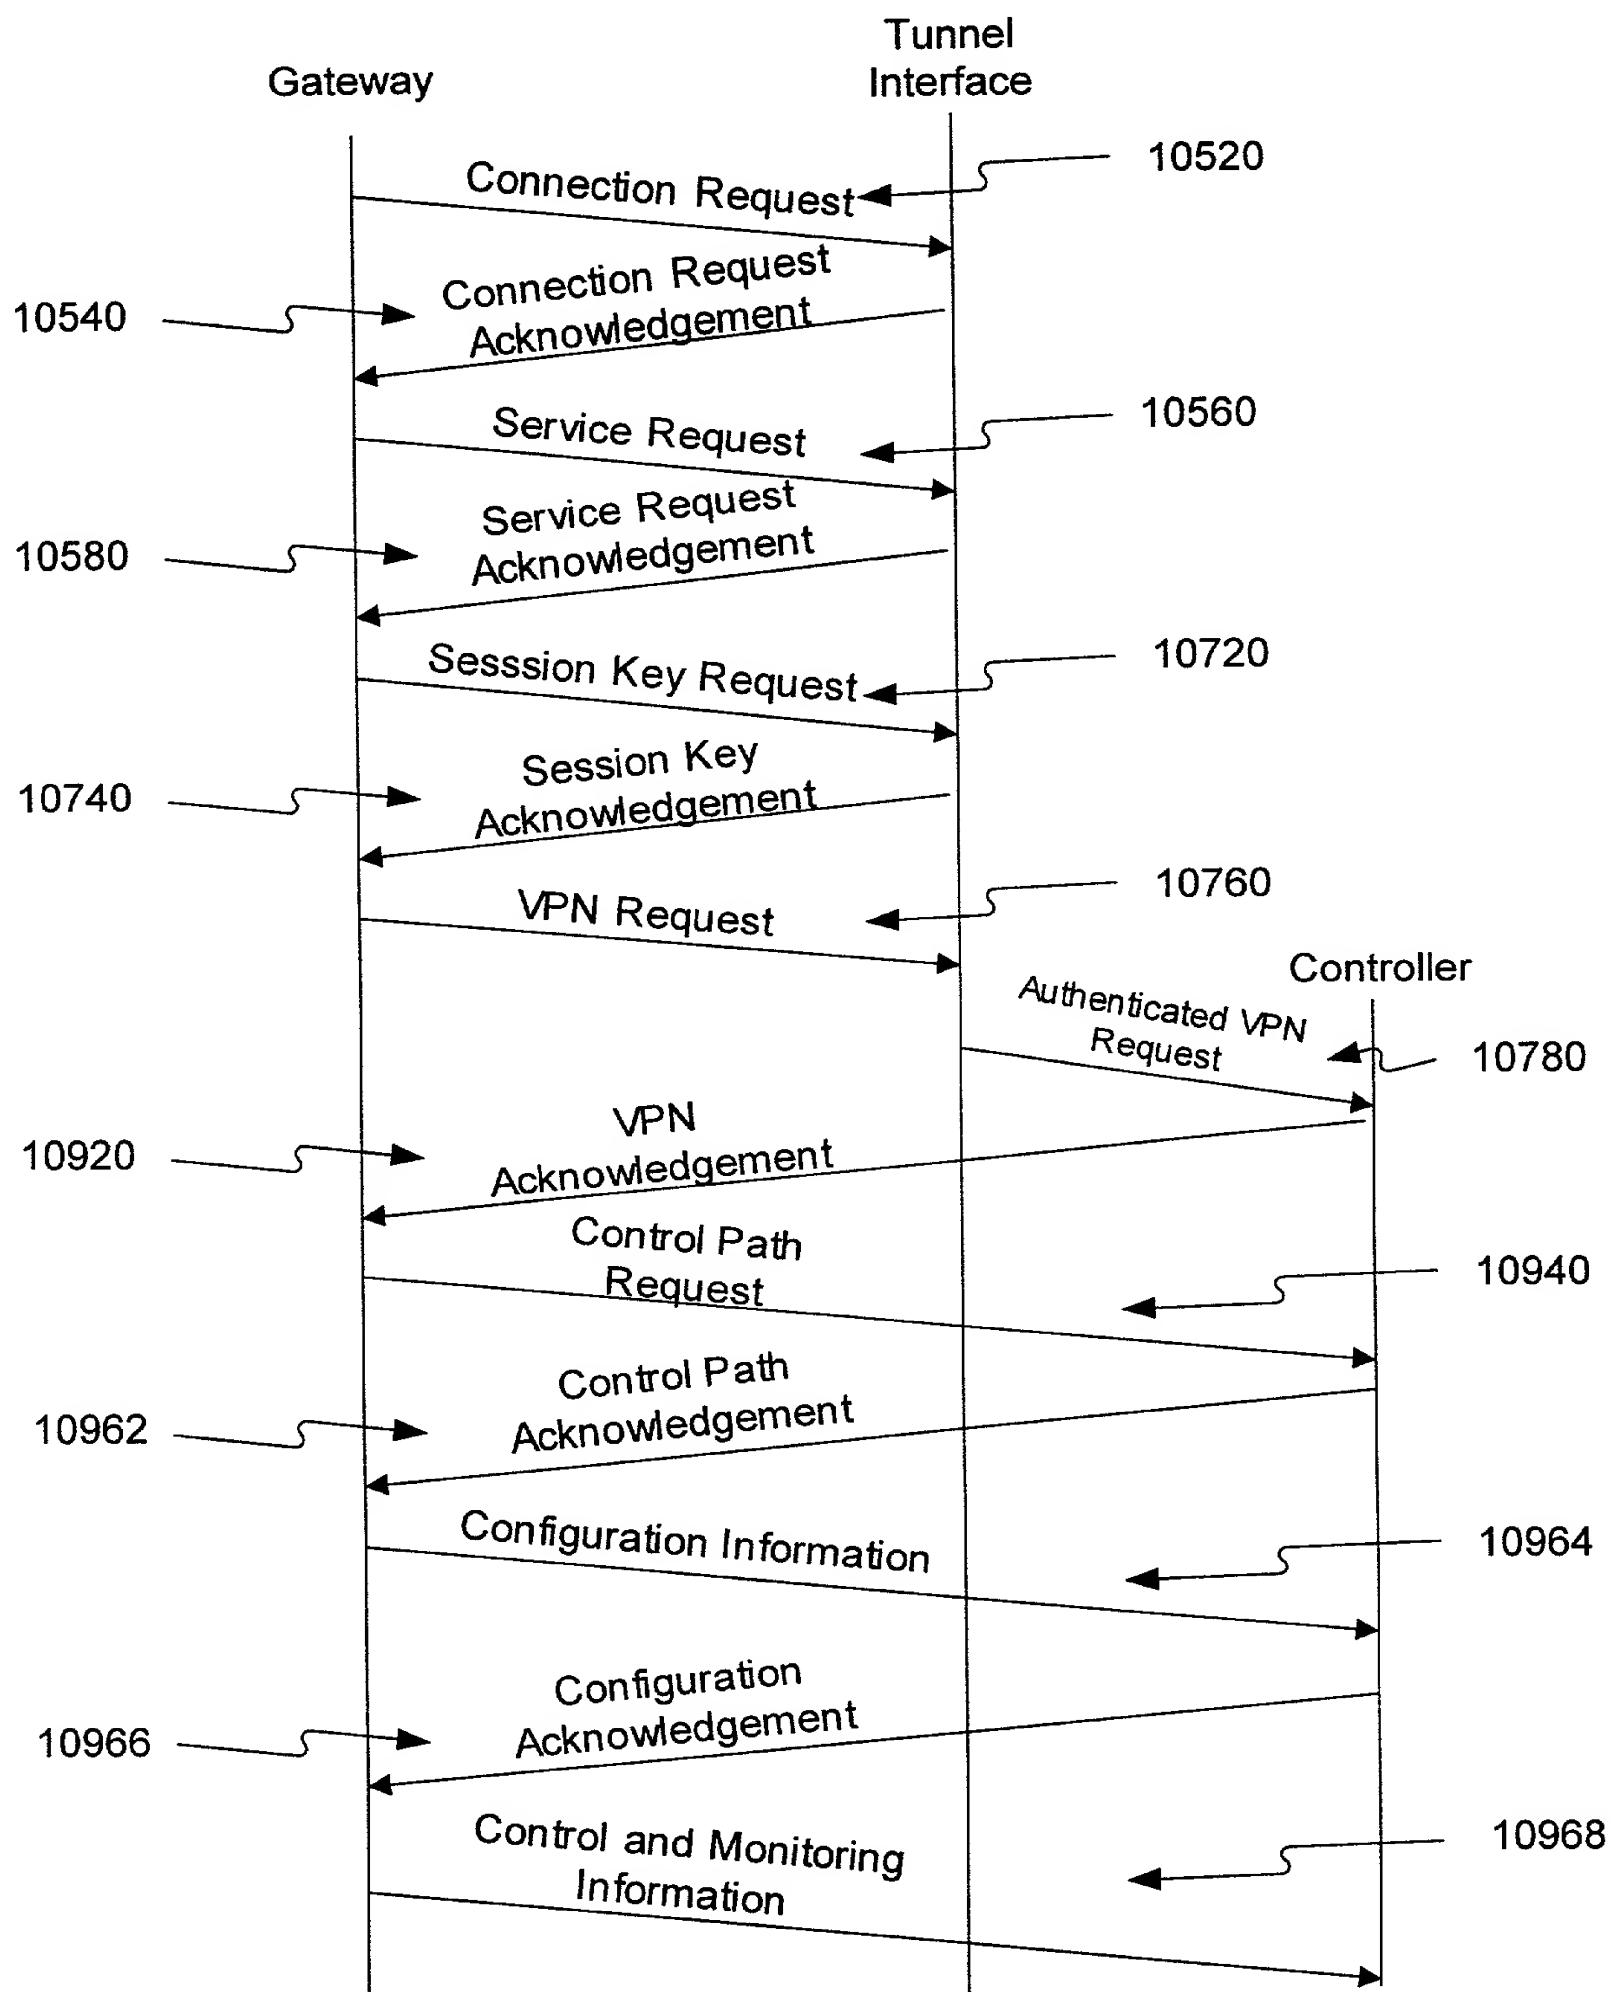 Tunnel
Interface
Gateway
Connection Request
10520
Connection Request
Acknowledgement
10540
Service Request
10560
Service Request
Acknowledgement
10580
Sesssion Key Request
10720
Session Key
Acknowledgement
10740
VPN Request
10760
Controller
Authenticated VPN
Request
10780
VPN
Acknowledgement
10920
Control Path
Request
10940
Control Path
Acknowledgement
10962
Configuration Information
10964
Configuration
Acknowledgement
10966
Control and Monitoring
Information
10968